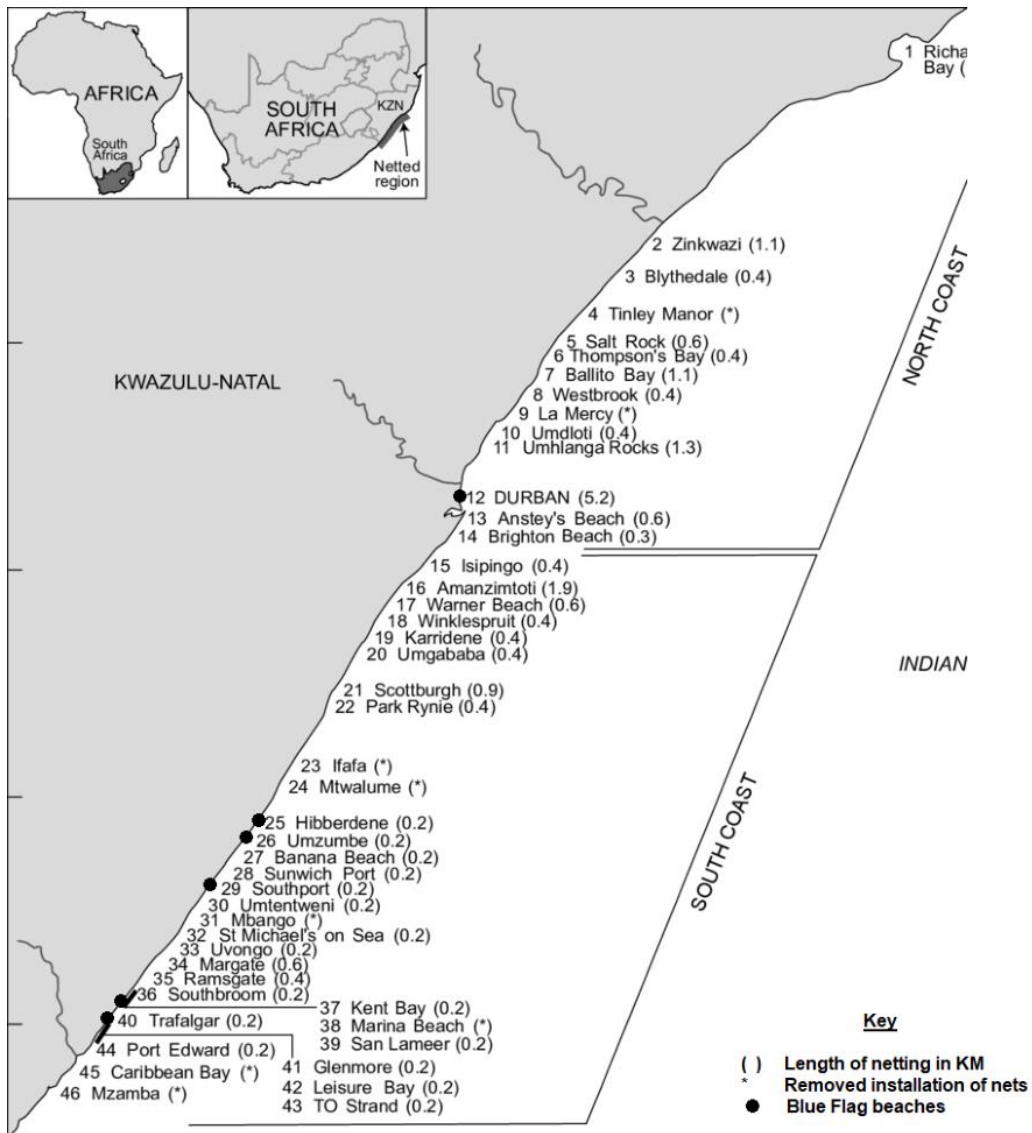 AFRICA
South
Africa
SOUTH
AFRICA
KZN
Netted
region
1 Richa
Bay (
2 Zinkwazi (1.1)
3 Blythedale (0.4)
4 Tinley Manor (*)
5 Salt Rock (0.6)
6 Thompson's Bay (0.4)
7 Ballito Bay (1.1)
8 Westbrook (0.4)
9 La Mercy (*)
10 Umdloti (0.4)
11 Umhlanga Rocks (1.3)
NORTH COAST
KWAZULU-NATAL
12 DURBAN (5.2)
13 Anstey's Beach (0.6)
14 Brighton Beach (0.3)
15 Isipingo (0.4)
16 Amanzimtoti (1.9)
17 Warner Beach (0.6)
18 Winklespruit (0.4)
19 Karridene (0.4)
20 Umgababa (0.4)
INDIAN
21 Scottburgh (0.9)
22 Park Rynie (0.4)
23 Ifafa (*)
24 Mtwalume (*)
SOUTH COAST
25 Hibberdene (0.2)
26 Umzumbe (0.2)
27 Banana Beach (0.2)
28 Sunwich Port (0.2)
29 Southport (0.2)
30 Umtentweni (0.2)
31 Mbango (*)
32 St Michael's on Sea (0.2)
33 Uvongo (0.2)
34 Margate (0.6)
35 Ramsgate (0.4)
36 Southbroom (0.2)
37 Kent Bay (0.2)
38 Marina Beach (*)
39 San Lameer (0.2)
40 Trafalgar (0.2)
41 Glenmore (0.2)
42 Leisure Bay (0.2)
43 TO Strand (0.2)
44 Port Edward (0.2)
45 Caribbean Bay (*)
46 Mzamba (*)
Key
( ) Length of netting in KM
* Removed installation of nets
● Blue Flag beaches